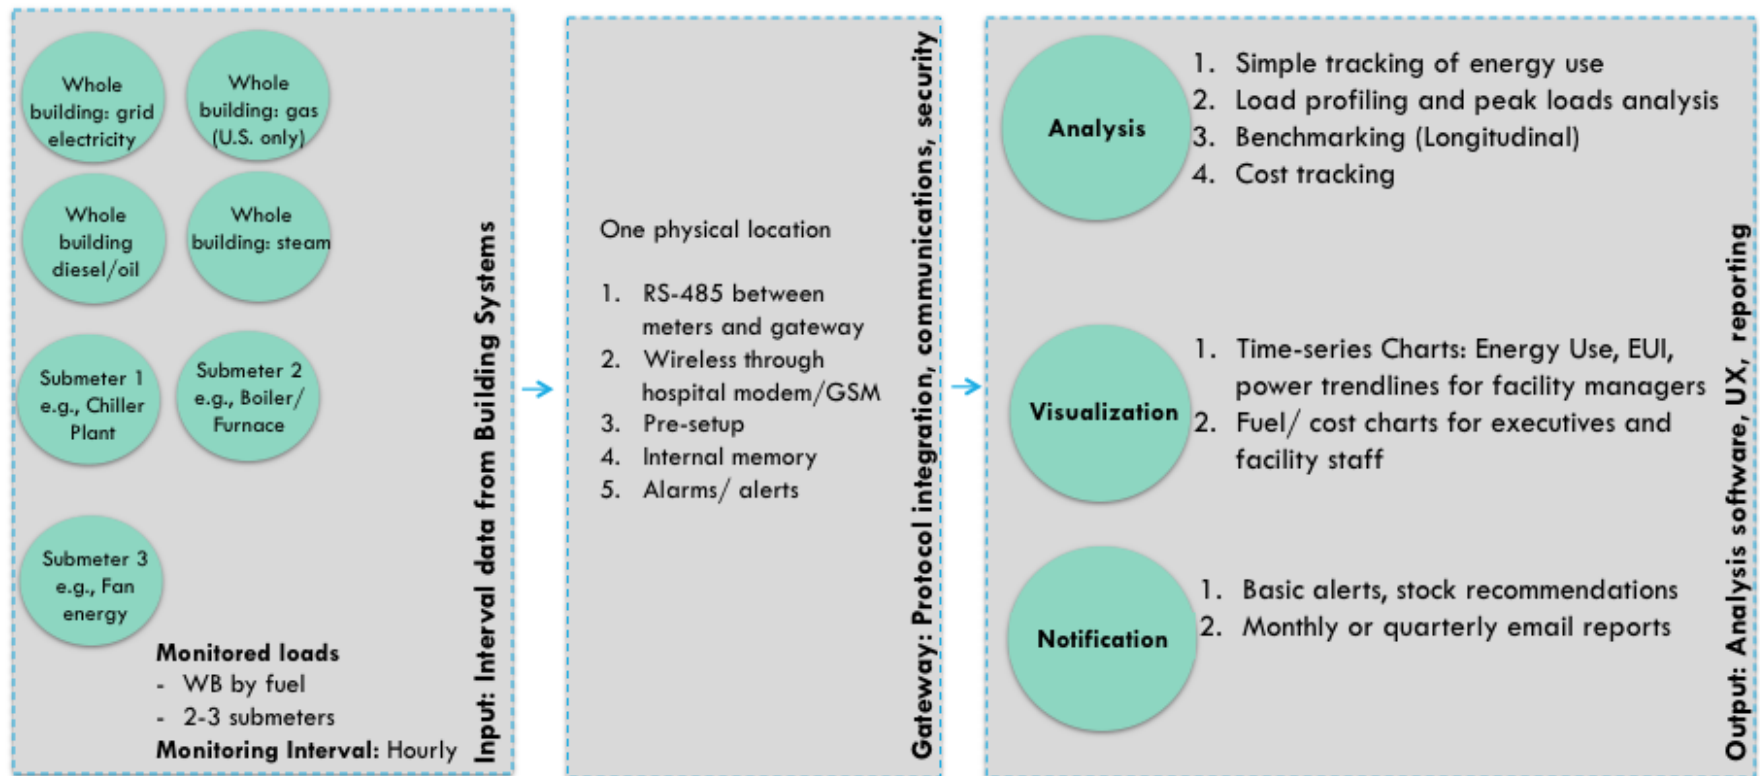 Whole
building: grid
electricity
Whole
building: gas
(U.S. only)
Whole
building
diesel/oil
Whole
building: steam
Submeter 1
e.g., Chiller
Plant
Submeter 2
e.g., Boiler/
Furnace
Submeter 3
e.g., Fan
energy
Monitored loads
- WB by fuel
- 2-3 submeters
Monitoring Interval: Hourly
Input: Interval data from Building Systems
One physical location
1. RS-485 between
meters and gateway
2. Wireless through
hospital modem/GSM
3. Pre-setup
4. Internal memory
5. Alarms/ alerts
Gateway: Protocol integration, communications, security
Analysis
1. Simple tracking of energy use
2. Load profiling and peak loads analysis
3. Benchmarking (Longitudinal)
4. Cost tracking
Visualization
1. Time-series Charts: Energy Use, EUI,
power trendlines for facility managers
2. Fuel/ cost charts for executives and
facility staff
Notification
1. Basic alerts, stock recommendations
2. Monthly or quarterly email reports
Output: Analysis software, UX, reporting